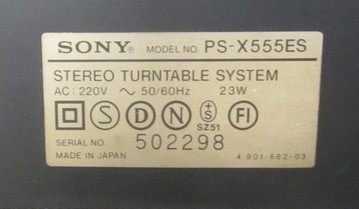 SONY® MODEL NO. PS-X555ES
STEREO TURNTABLE SYSTEM
AC: 220V ~ 50/60Hz 23W
S D N +S FI
SZ51
SERIAL NO. 502298
MADE IN JAPAN 4-901-662-03